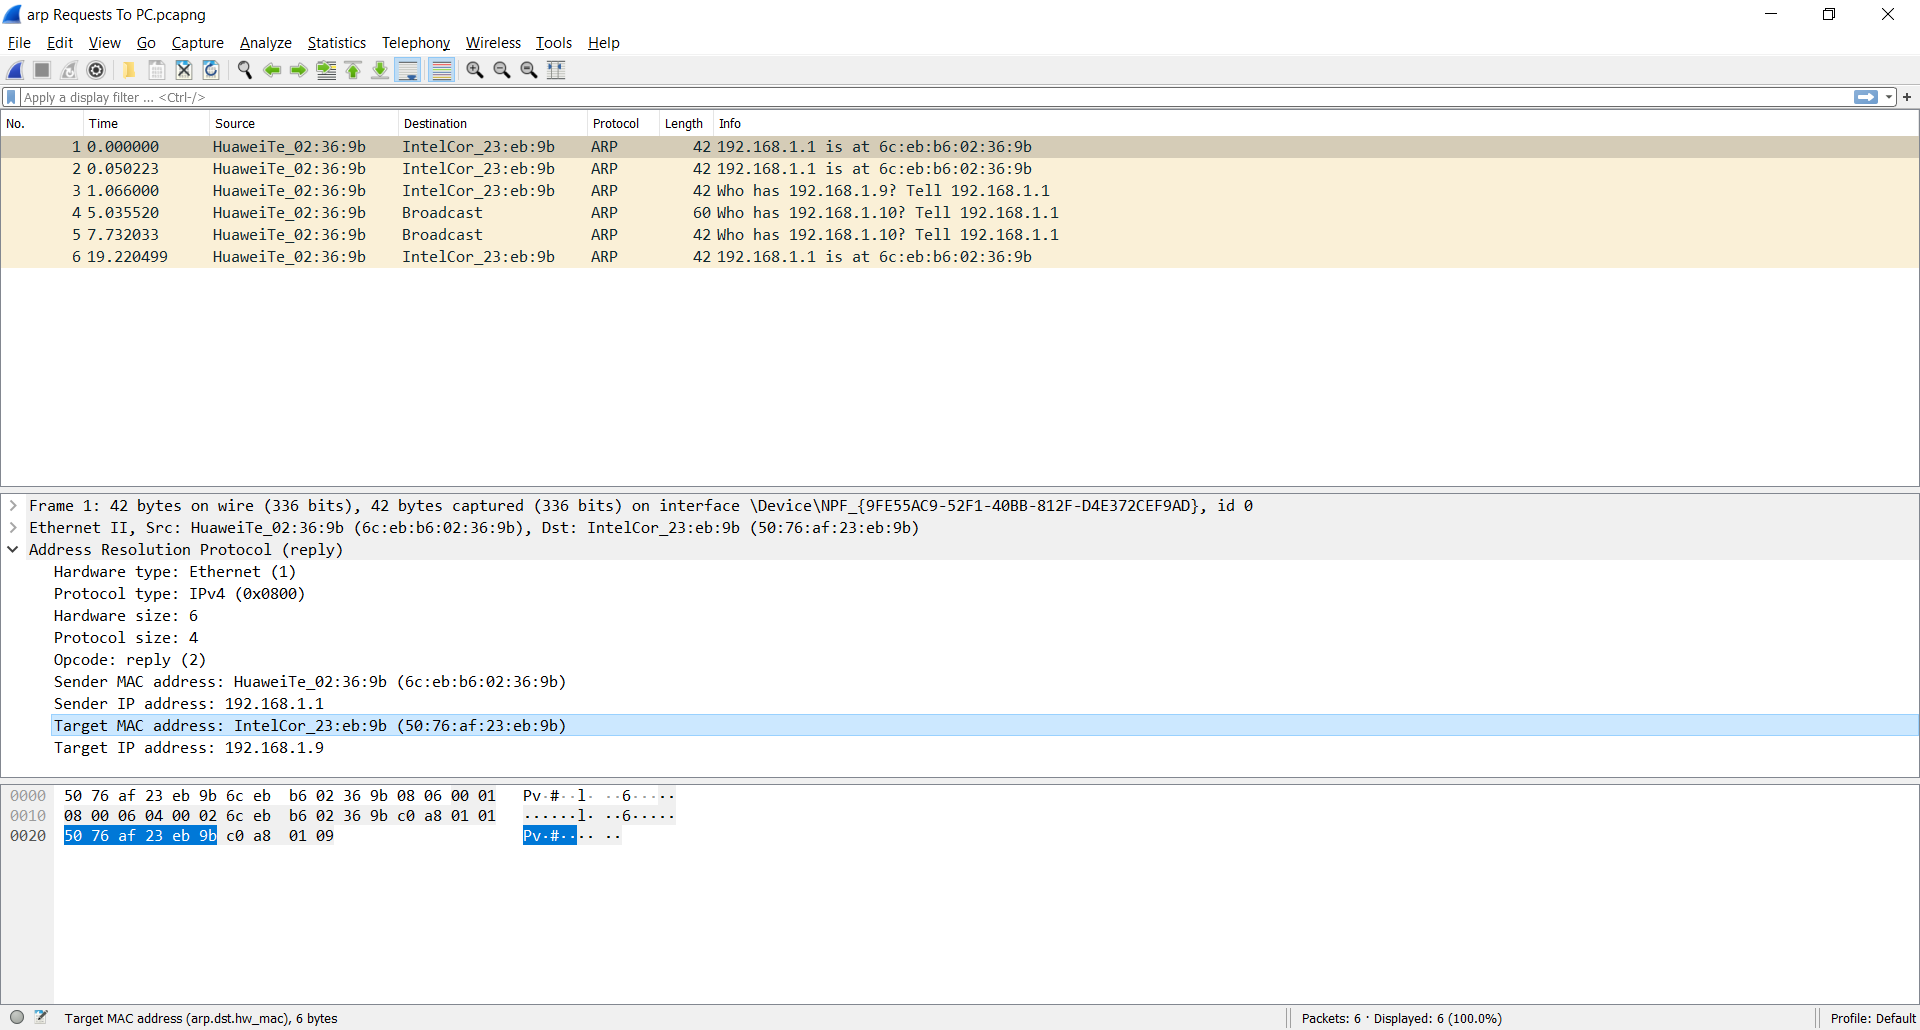 arp Requests To PC.pcapng
File Edit View Go Capture Analyze Statistics Telephony Wireless Tools Help
Apply a display filter ... <Ctrl-/>
No. Time Source Destination Protocol Length Info
1 0.000000 HuaweiTe_02:36:9b IntelCor_23:eb:9b ARP 42 192.168.1.1 is at 6c:eb:b6:02:36:9b
2 0.050223 HuaweiTe_02:36:9b IntelCor_23:eb:9b ARP 42 192.168.1.1 is at 6c:eb:b6:02:36:9b
3 1.066000 HuaweiTe_02:36:9b IntelCor_23:eb:9b ARP 42 Who has 192.168.1.9? Tell 192.168.1.1
4 5.035520 HuaweiTe_02:36:9b Broadcast ARP 60 Who has 192.168.1.10? Tell 192.168.1.1
5 7.732033 HuaweiTe_02:36:9b Broadcast ARP 42 Who has 192.168.1.10? Tell 192.168.1.1
6 19.220499 HuaweiTe_02:36:9b IntelCor_23:eb:9b ARP 42 192.168.1.1 is at 6c:eb:b6:02:36:9b
Frame 1: 42 bytes on wire (336 bits), 42 bytes captured (336 bits) on interface \Device\NPF_{9FE55AC9-52F1-40BB-812F-D4E372CEF9AD}, id 0
Ethernet II, Src: HuaweiTe_02:36:9b (6c:eb:b6:02:36:9b), Dst: IntelCor_23:eb:9b (50:76:af:23:eb:9b)
Address Resolution Protocol (reply)
Hardware type: Ethernet (1)
Protocol type: IPv4 (0x0800)
Hardware size: 6
Protocol size: 4
Opcode: reply (2)
Sender MAC address: HuaweiTe_02:36:9b (6c:eb:b6:02:36:9b)
Sender IP address: 192.168.1.1
Target MAC address: IntelCor_23:eb:9b (50:76:af:23:eb:9b)
Target IP address: 192.168.1.9
0000 50 76 af 23 eb 9b 6c eb b6 02 36 9b 08 06 00 01 Pv·#··l· ··6·····
0010 08 00 06 04 00 02 6c eb b6 02 36 9b c0 a8 01 01 ······l· ··6·····
0020 50 76 af 23 eb 9b c0 a8 01 09 Pv·#···· ··
Target MAC address (arp.dst.hw_mac), 6 bytes
Packets: 6 · Displayed: 6 (100.0%)
Profile: Default